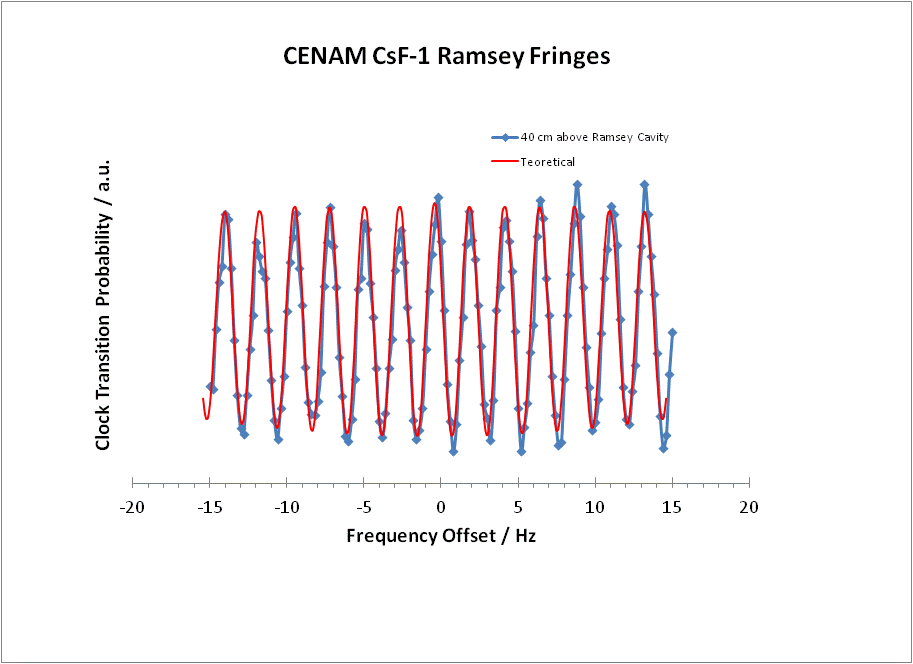 CENAM CsF-1 Ramsey Fringes
40 cm above Ramsey Cavity
Teoretical
Clock Transition Probability / a.u.
-20 -15 -10 -5 0 5 10 15 20
Frequency Offset / Hz